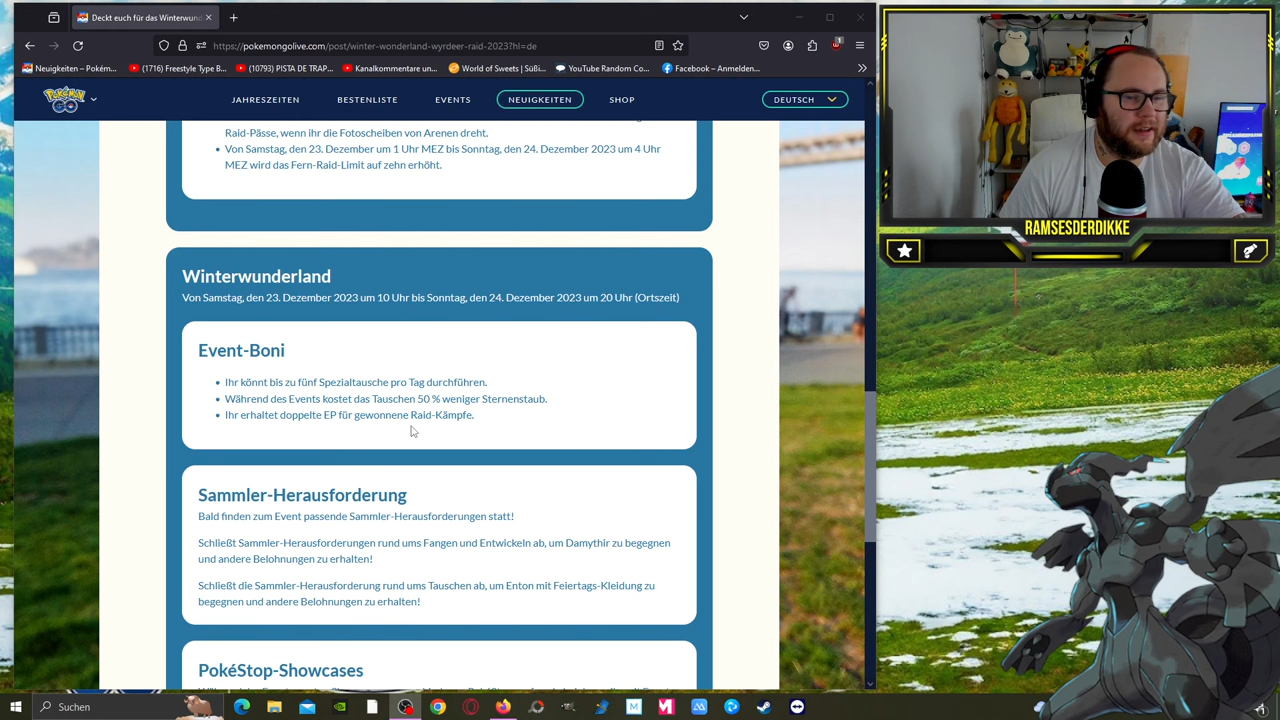 Deckt euch für das Winterwund
https://pokemongolive.com/post/winter-wonderland-wyrdeer-raid-2023?hl=de
1
Neuigkeiten – Pokém...
(1716) Freestyle Type B...
(10793) PISTA DE TRAP...
Kanalkommentare un...
World of Sweets | Süßi...
YouTube Random Co...
Facebook – Anmelden...
POKÉMON GO
JAHRESZEITEN
BESTENLISTE
EVENTS
NEUIGKEITEN
SHOP
DEUTSCH
Raid-Pässe, wenn ihr die Fotoscheiben von Arenen dreht.
Von Samstag, den 23. Dezember um 1 Uhr MEZ bis Sonntag, den 24. Dezember 2023 um 4 Uhr
MEZ wird das Fern-Raid-Limit auf zehn erhöht.
Winterwunderland
Von Samstag, den 23. Dezember 2023 um 10 Uhr bis Sonntag, den 24. Dezember 2023 um 20 Uhr (Ortszeit)
Event-Boni
Ihr könnt bis zu fünf Spezialtausche pro Tag durchführen.
Während des Events kostet das Tauschen 50 % weniger Sternenstaub.
Ihr erhaltet doppelte EP für gewonnene Raid-Kämpfe.
Sammler-Herausforderung
Bald finden zum Event passende Sammler-Herausforderungen statt!
Schließt Sammler-Herausforderungen rund ums Fangen und Entwickeln ab, um Damythir zu begegnen
und andere Belohnungen zu erhalten!
Schließt die Sammler-Herausforderung rund ums Tauschen ab, um Enton mit Feiertags-Kleidung zu
begegnen und andere Belohnungen zu erhalten!
PokéStop-Showcases
RAMSESDERDIKKE
Suchen